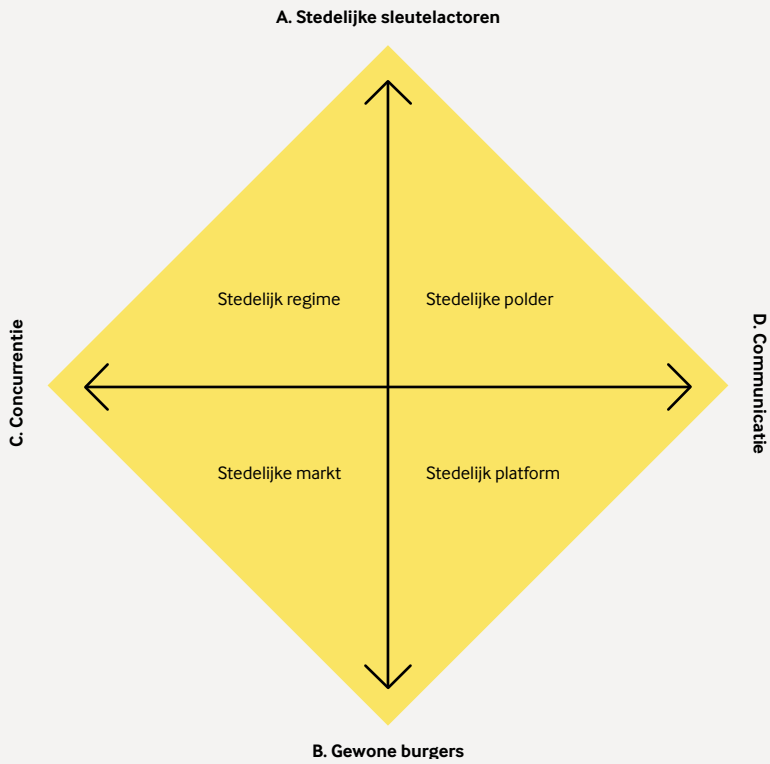 A. Stedelijke sleutelactoren
Stedelijk regime
Stedelijke polder
C. Concurrentie
D. Communicatie
Stedelijke markt
Stedelijk platform
B. Gewone burgers